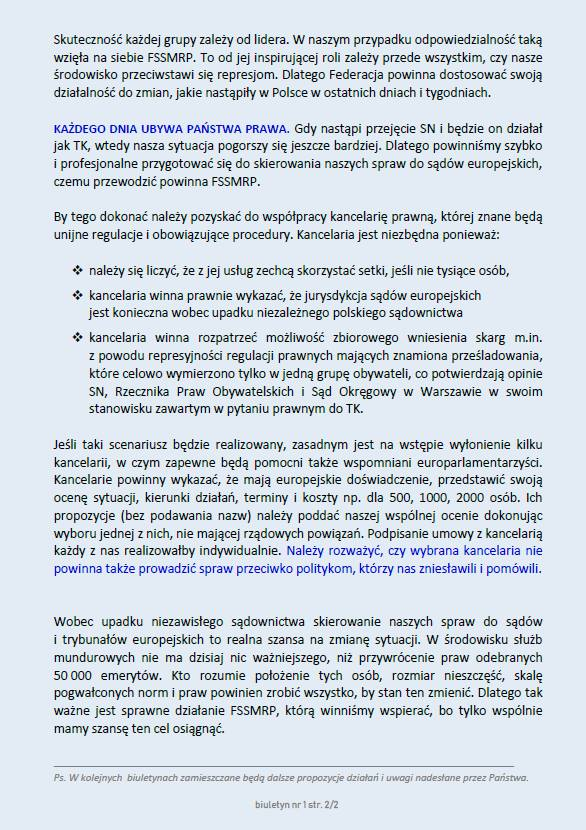 Skuteczność każdej grupy zależy od lidera. W naszym przypadku odpowiedzialność taką
wzięła na siebie FSSMRP. To od jej inspirującej roli zależy przede wszystkim, czy nasze
środowisko przeciwstawi się represjom. Dlatego Federacja powinna dostosować swoją
działalność do zmian, jakie nastąpiły w Polsce w ostatnich dniach i tygodniach.
KAŻDEGO DNIA UBYWA PAŃSTWA PRAWA. Gdy nastąpi przejęcie SN i będzie on działał
jak TK, wtedy nasza sytuacja pogorszy się jeszcze bardziej. Dlatego powinniśmy szybko
i profesjonalne przygotować się do skierowania naszych spraw do sądów europejskich,
czemu przewodzić powinna FSSMRP.
By tego dokonać należy pozyskać do współpracy kancelarię prawną, której znane będą
unijne regulacje i obowiązujące procedury. Kancelaria jest niezbędna ponieważ:
❖ należy się liczyć, że z jej usług zechcą skorzystać setki, jeśli nie tysiące osób,
❖ kancelaria winna prawnie wykazać, że jurysdykcja sądów europejskich
jest konieczna wobec upadku niezależnego polskiego sądownictwa
❖ kancelaria winna rozpatrzeć możliwość zbiorowego wniesienia skarg m.in.
z powodu represyjności regulacji prawnych mających znamiona prześladowania,
które celowo wymierzono tylko w jedną grupę obywateli, co potwierdzają opinie
SN, Rzecznika Praw Obywatelskich i Sąd Okręgowy w Warszawie w swoim
stanowisku zawartym w pytaniu prawnym do TK.
Jeśli taki scenariusz będzie realizowany, zasadnym jest na wstępie wyłonienie kilku
kancelarii, w czym zapewne będą pomocni także wspomniani europarlamentarzyści.
Kancelarie powinny wykazać, że mają europejskie doświadczenie, przedstawić swoją
ocenę sytuacji, kierunki działań, terminy i koszty np. dla 500, 1000, 2000 osób. Ich
propozycje (bez podawania nazw) należy poddać naszej wspólnej ocenie dokonując
wyboru jednej z nich, nie mającej rządowych powiązań. Podpisanie umowy z kancelarią
każdy z nas realizowałby indywidualnie. Należy rozważyć, czy wybrana kancelaria nie
powinna także prowadzić spraw przeciwko politykom, którzy nas zniesławili i pomówili.
Wobec upadku niezawisłego sądownictwa skierowanie naszych spraw do sądów
i trybunałów europejskich to realna szansa na zmianę sytuacji. W środowisku służb
mundurowych nie ma dzisiaj nic ważniejszego, niż przywrócenie praw odebranych
50 000 emerytów. Kto rozumie położenie tych osób, rozmiar nieszczęść, skalę
pogwałconych norm i praw powinien zrobić wszystko, by stan ten zmienić. Dlatego tak
ważne jest sprawne działanie FSSMRP, którą winniśmy wspierać, bo tylko wspólnie
mamy szansę ten cel osiągnąć.
Ps. W kolejnych biuletynach zamieszczane będą dalsze propozycje działań i uwagi nadesłane przez Państwa.
biuletyn nr 1 str. 2/2